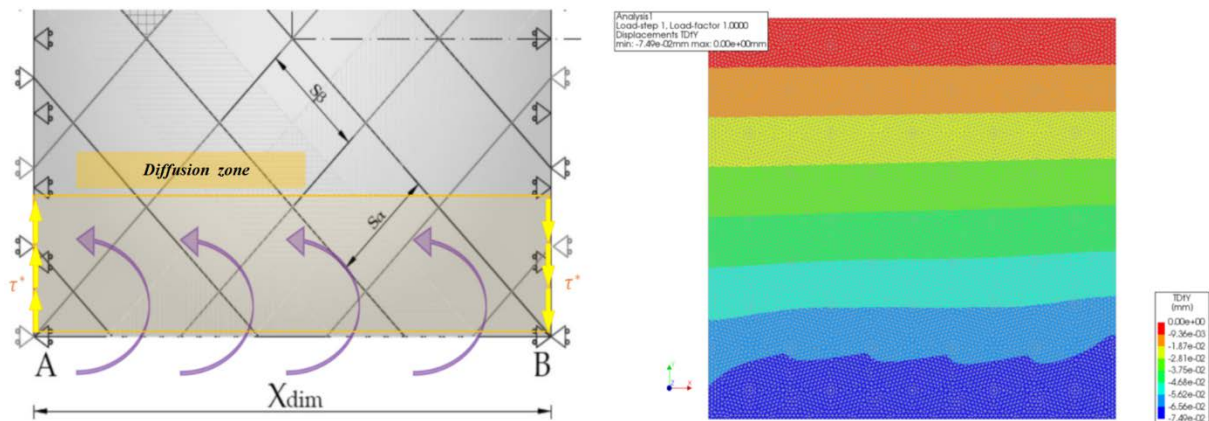 Sβ
Diffusion zone
Sα
τ*
τ*
A
B
Xdim
Analysis1
Load-step 1, Load-factor 1.0000
Displacements TDtY
min: -7.49e-02mm max: 0.00e+00mm
Y
Z
X
TDtY
(mm)
0.00e+00
-9.36e-03
-1.87e-02
-2.81e-02
-3.75e-02
-4.68e-02
-5.62e-02
-6.56e-02
-7.49e-02